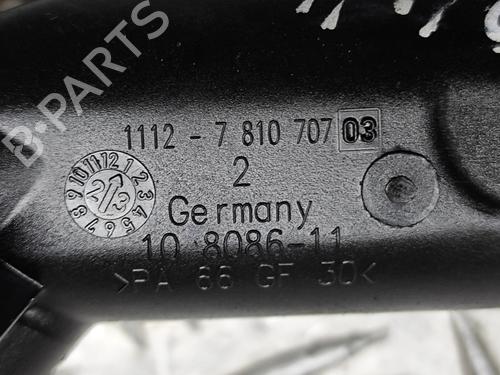 B-PARTS
1112 - 7 810 707 03
2
Germany
10 8086-11
>PA 66 GF 30<